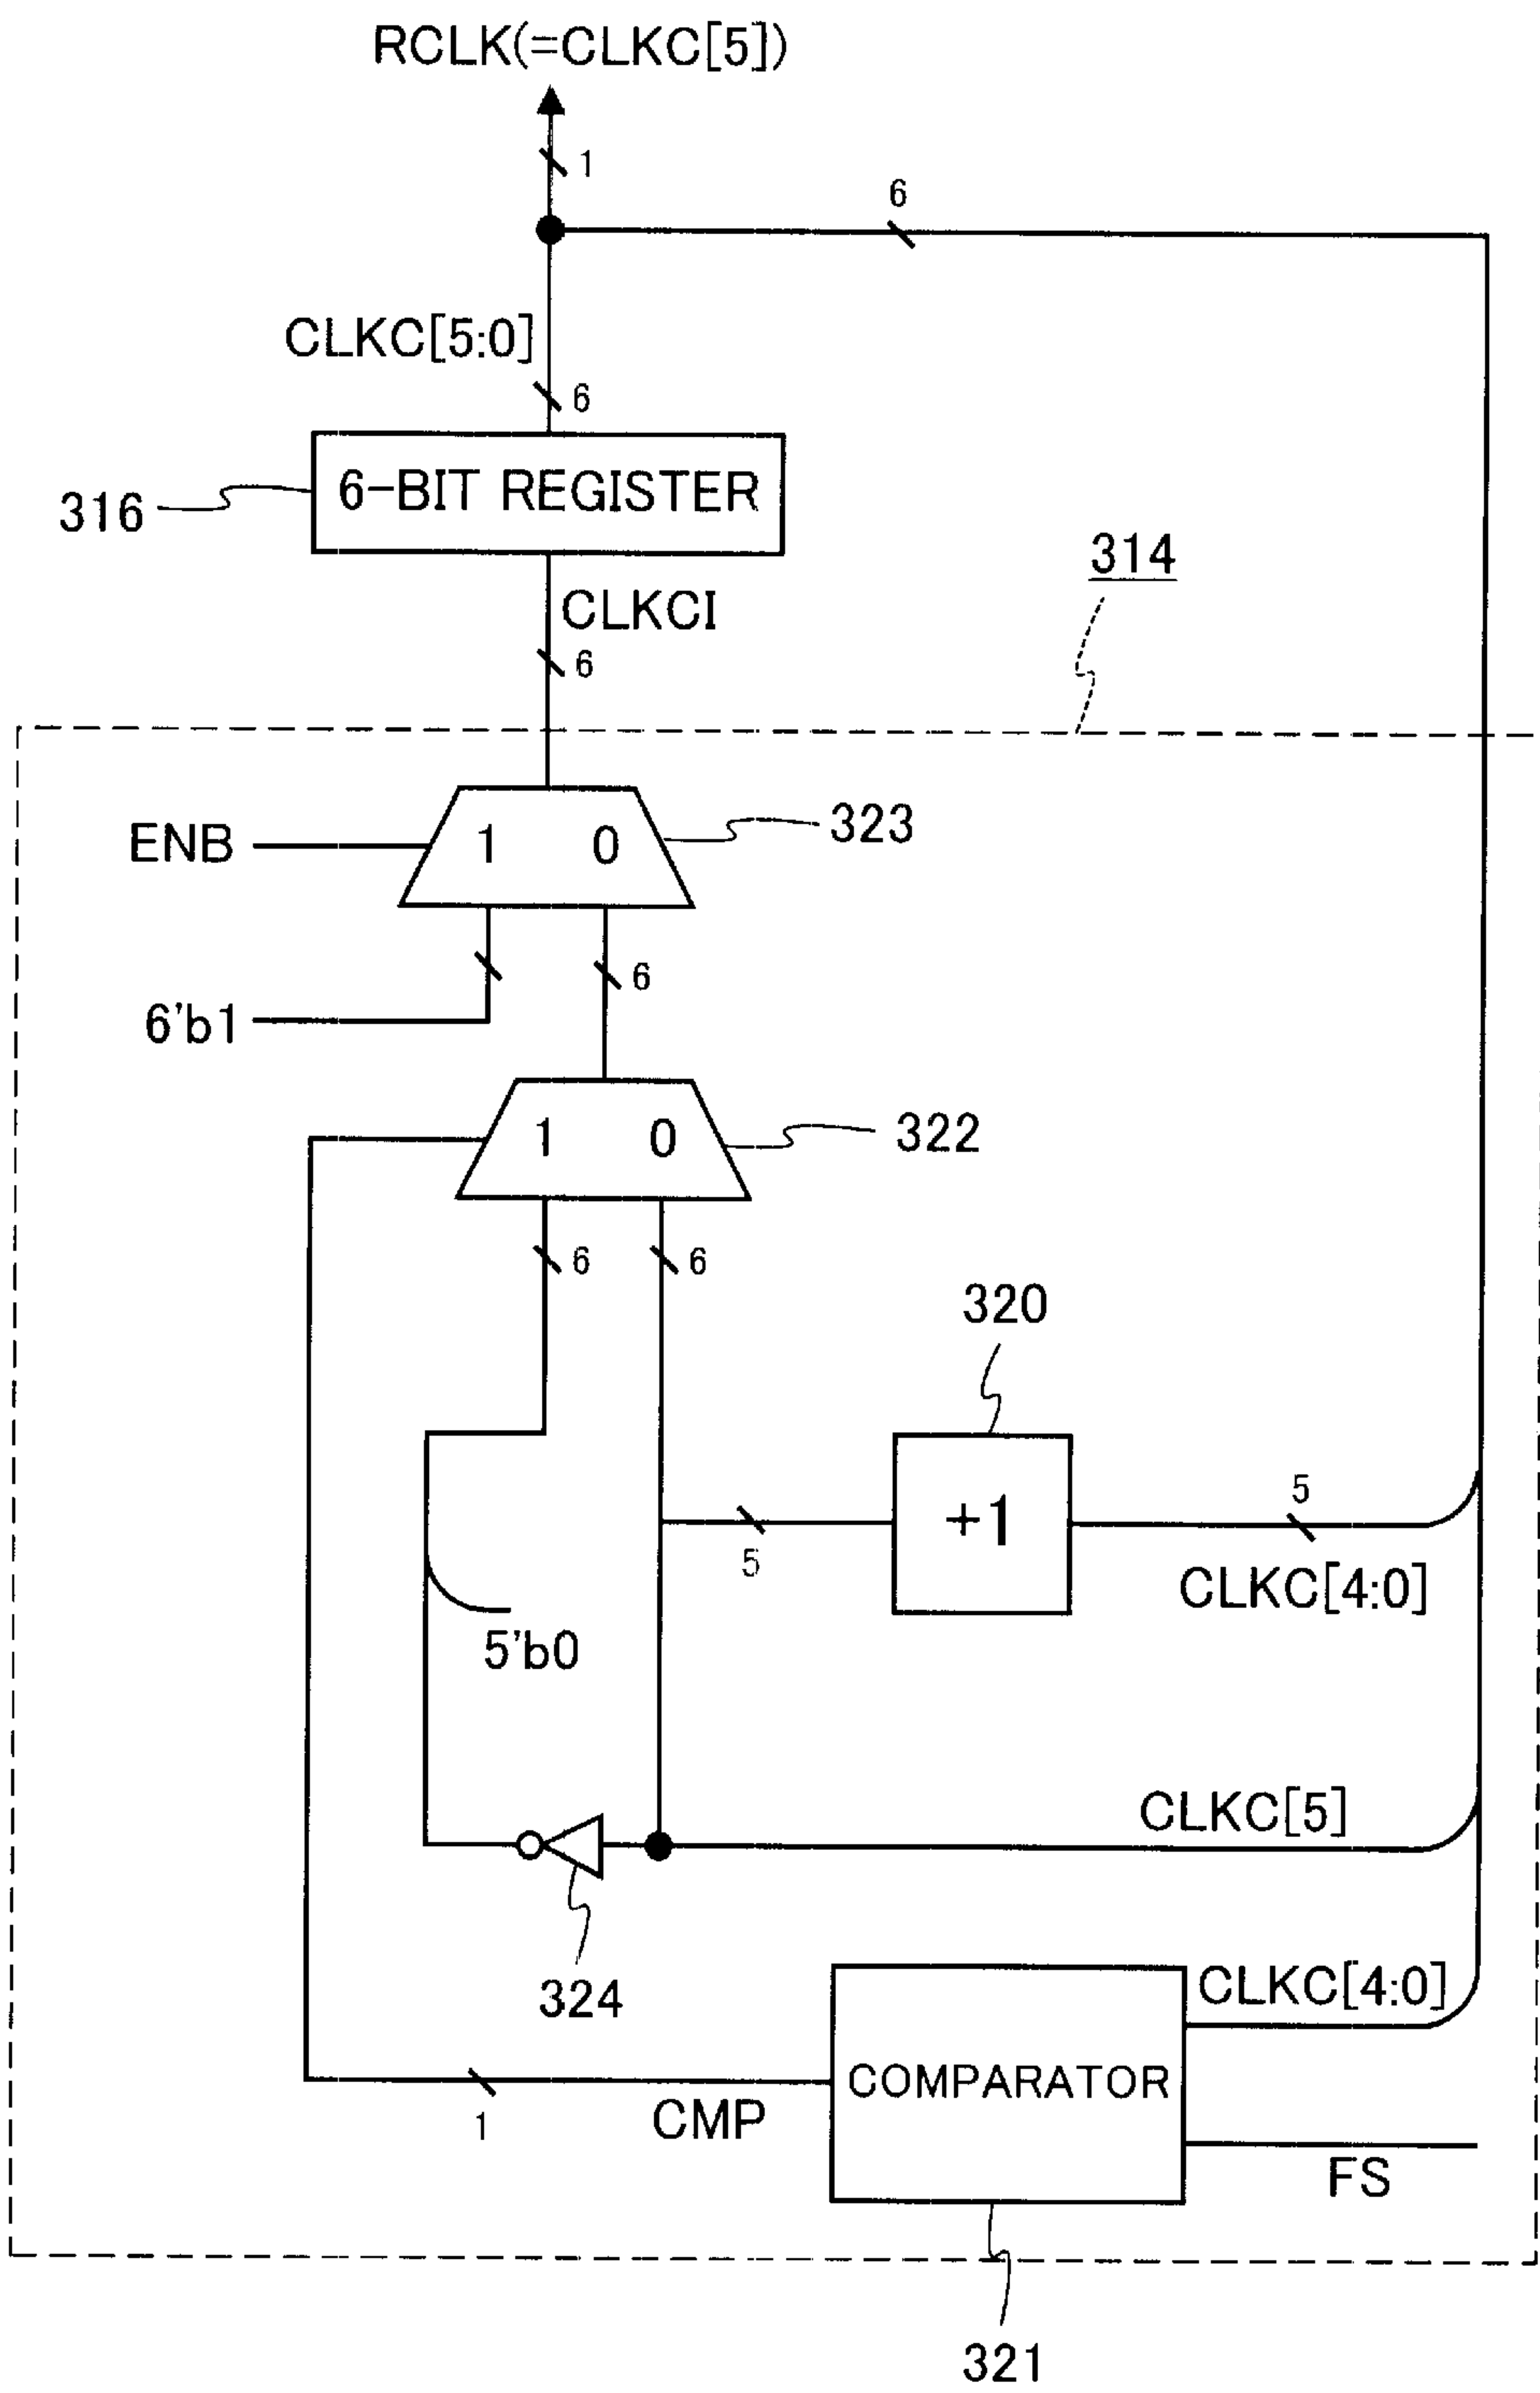 RCLK(=CLKC[5])
1
6
CLKC[5:0]
6
6-BIT REGISTER
316
314
CLKCI
6
ENB
1 0
323
6
6'b1
1 0
322
6
6
320
+1
5
5
CLKC[4:0]
5'b0
CLKC[5]
324
CLKC[4:0]
COMPARATOR
1
CMP
FS
321